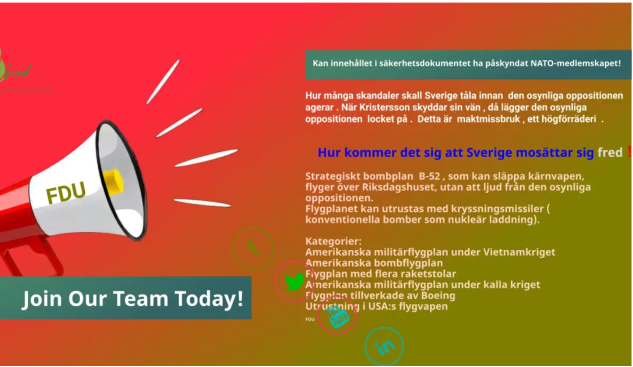 Kan innehållet i säkerhetsdokumentet ha påskyndat NATO-medlemskapet!
Hur många skandaler skall Sverige tåla innan  den osynliga oppositionen
agerar . När Kristersson skyddar sin vän , då lägger den osynliga
oppositionen  locket på .  Detta är  maktmissbruk , ett högförräderi  .
Hur kommer det sig att Sverige mosättar sig fred !
Strategiskt bombplan  B-52 , som kan släppa kärnvapen,
flyger över Riksdagshuset, utan att ljud från den osynliga
oppositionen.
Flygplanet kan utrustas med kryssningsmissiler (
konventionella bomber som nukleär laddning).
Kategorier:
Amerikanska militärflygplan under Vietnamkriget
Amerikanska bombflygplan
Flygplan med flera raketstolar
Amerikanska militärflygplan under kalla kriget
Flygplan tillverkade av Boeing
Utrustning i USA:s flygvapen
FDU
FDU
Join Our Team Today!
in